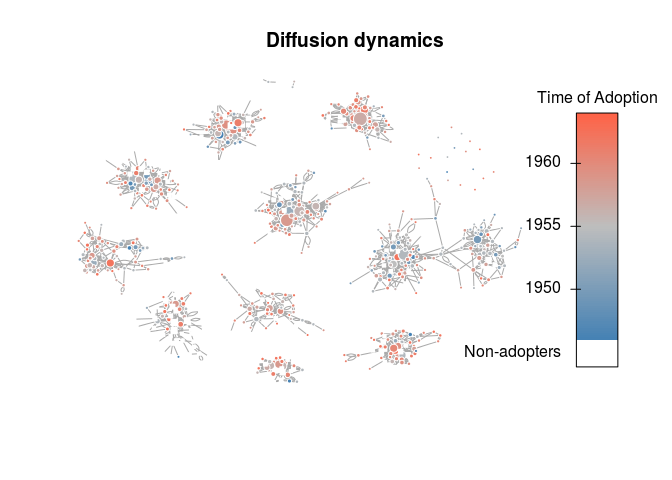 Diffusion dynamics
Time of Adoption
1960
1955
1950
Non-adopters